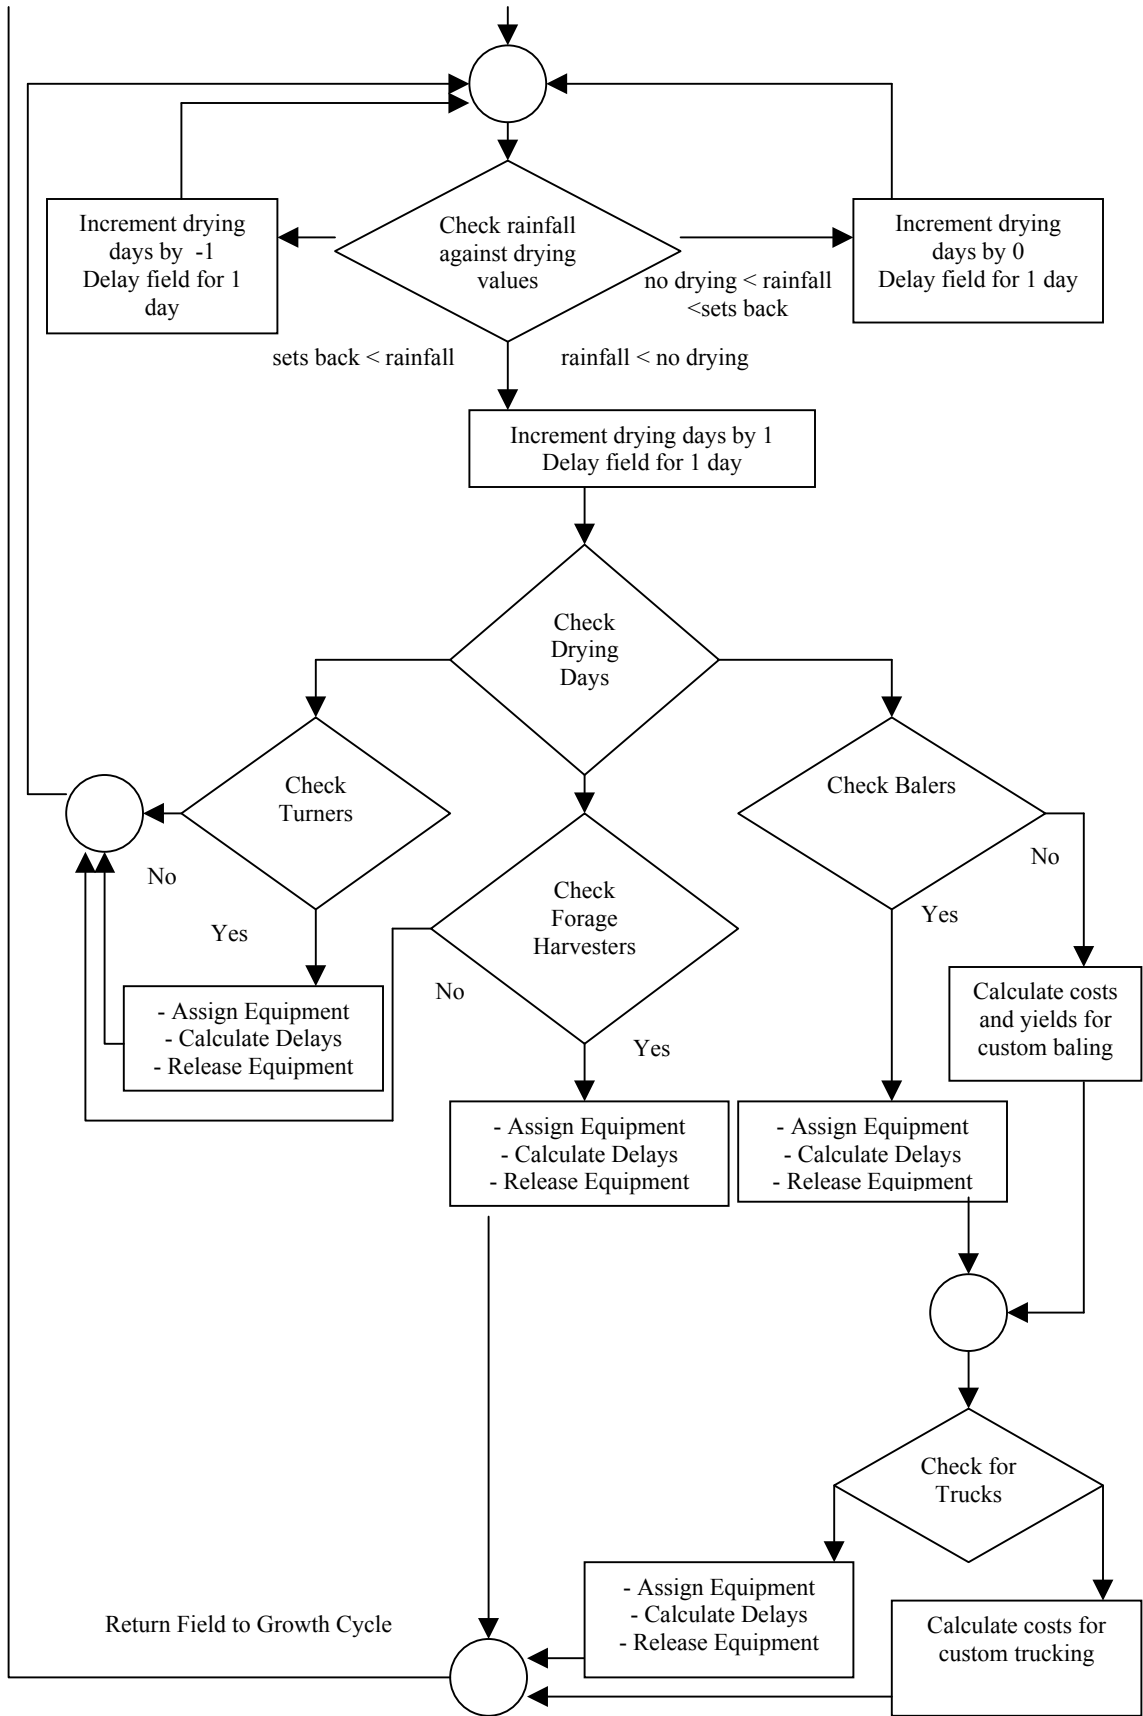 Increment drying
days by  -1
Delay field for 1
day
Check rainfall
against drying
values
Increment drying
days by 0
Delay field for 1 day
no drying < rainfall
<sets back
sets back < rainfall
rainfall < no drying
Increment drying days by 1
Delay field for 1 day
Check
Drying
Days
Check
Turners
Check Balers
No
No
Yes
Check
Forage
Harvesters
Yes
No
- Assign Equipment
- Calculate Delays
- Release Equipment
Calculate costs
and yields for
custom baling
Yes
- Assign Equipment
- Calculate Delays
- Release Equipment
- Assign Equipment
- Calculate Delays
- Release Equipment
Check for
Trucks
- Assign Equipment
- Calculate Delays
- Release Equipment
Return Field to Growth Cycle
Calculate costs for
custom trucking